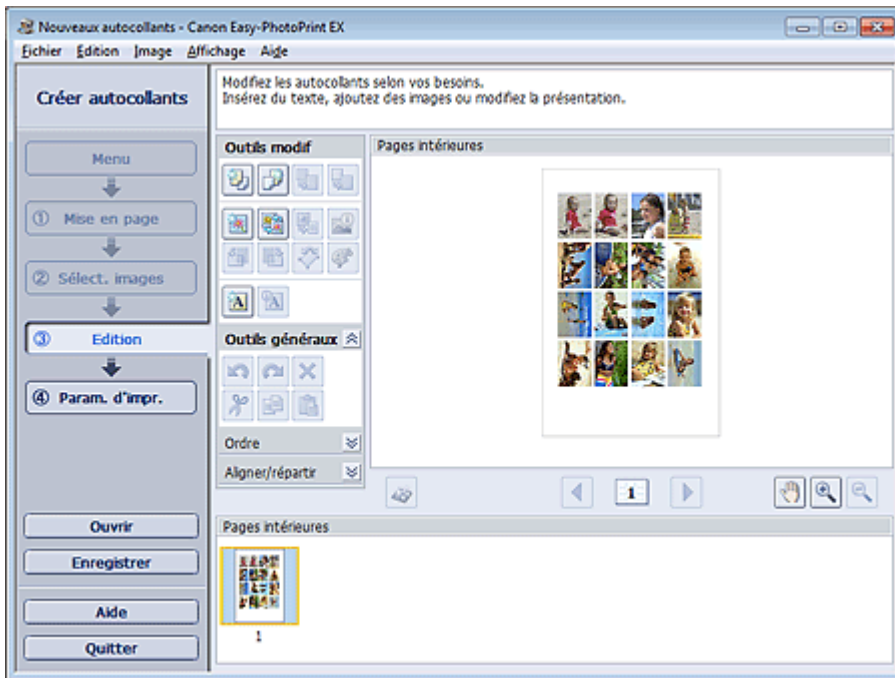 Nouveaux autocollants - Canon Easy-PhotoPrint EX
Fichier Edition Image Affichage Aide
Créer autocollants
Modifiez les autocollants selon vos besoins.
Insérez du texte, ajoutez des images ou modifiez la présentation.
Menu
① Mise en page
② Sélect. images
③ Edition
④ Param. d'impr.
Ouvrir
Enregistrer
Aide
Quitter
Outils modif
Outils généraux
Ordre
Aligner/répartir
Pages intérieures
1
Pages intérieures
1